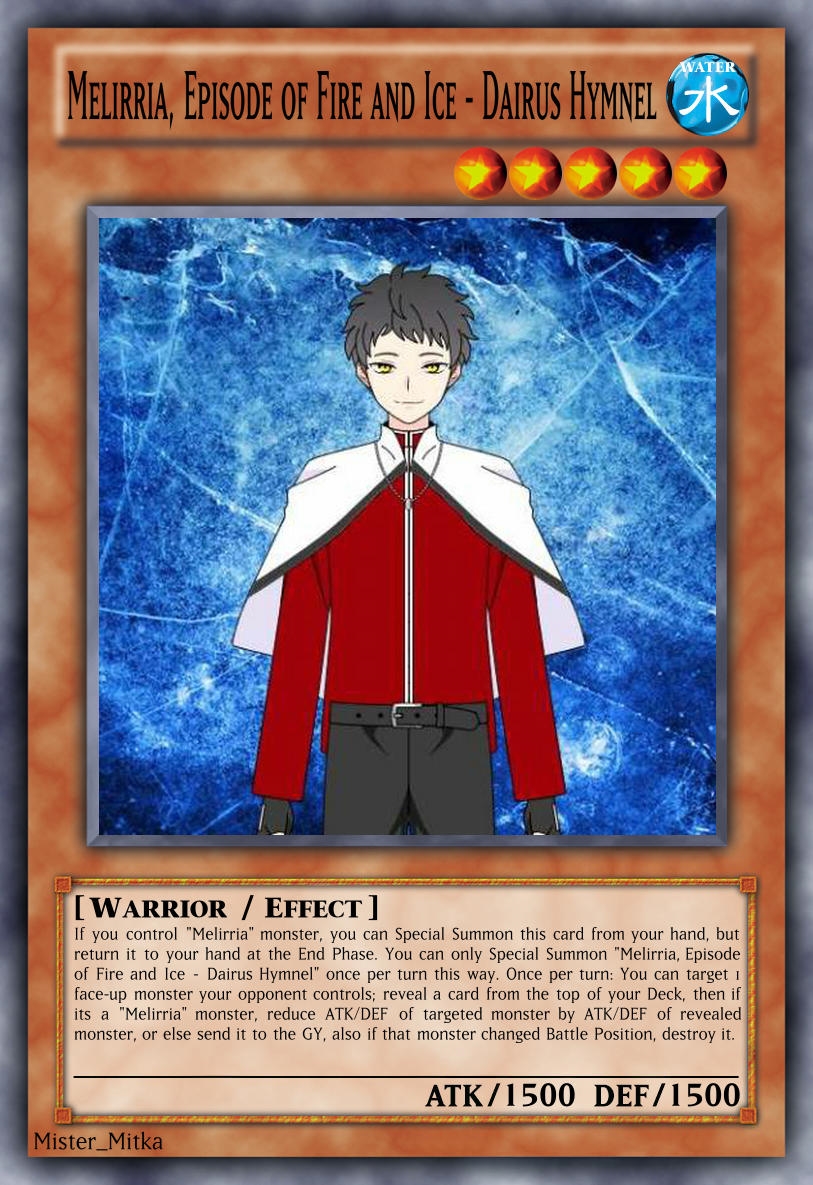 Melirria, Episode of Fire and Ice - Dairus Hymnel
WATER
水
[ Warrior / Effect ]
If you control "Melirria" monster, you can Special Summon this card from your hand, but
return it to your hand at the End Phase. You can only Special Summon "Melirria, Episode
of Fire and Ice - Dairus Hymnel" once per turn this way. Once per turn: You can target 1
face-up monster your opponent controls; reveal a card from the top of your Deck, then if
its a "Melirria" monster, reduce ATK/DEF of targeted monster by ATK/DEF of revealed
monster, or else send it to the GY, also if that monster changed Battle Position, destroy it.
ATK/1500 DEF/1500
Mister_Mitka